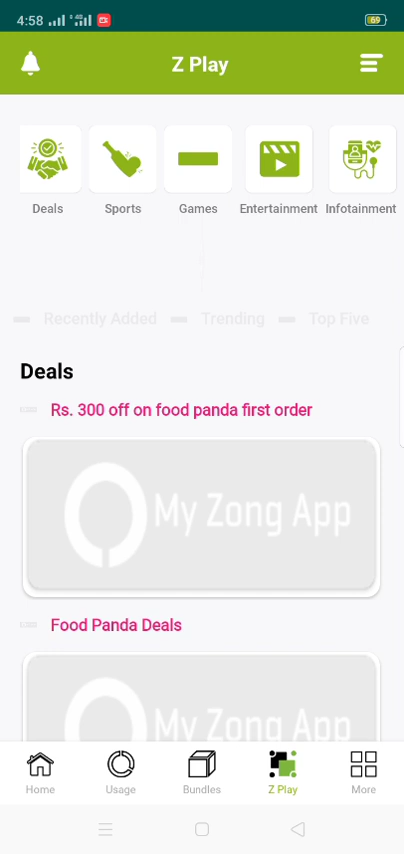 4:58
4G
69
Z Play
Deals Sports Games Entertainment Infotainment
Recently Added Trending Top Five
Deals
Rs. 300 off on food panda first order
My Zong App
Food Panda Deals
My Zong App
Home Usage Bundles Z Play More